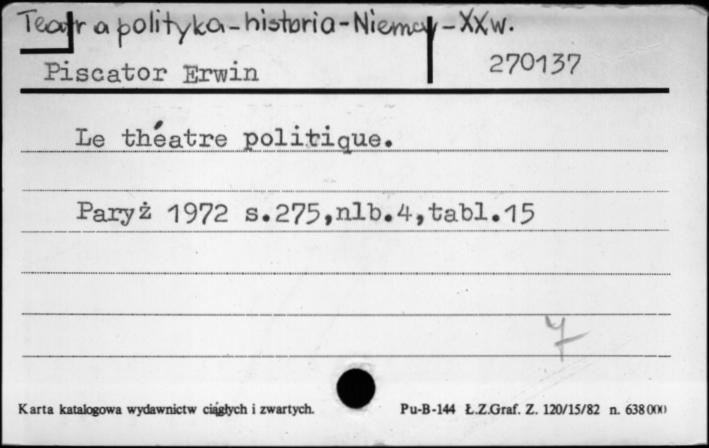 Teatr a polityka - historia - Niemcy - XX w.
Piscator Erwin 270137
Le théatre politique.
Paryż 1972 s.275,nlb.4,tabl.15
7
Karta katalogowa wydawnictw ciągłych i zwartych. Pu-B-144 Ł.Z.Graf. Z. 120/15/82 n. 638000